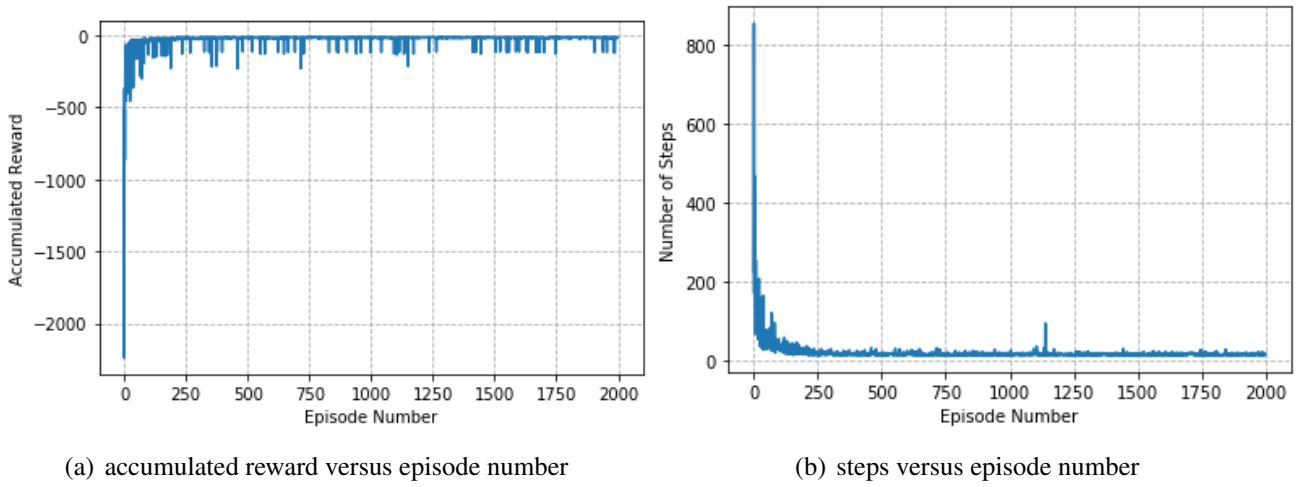 0
−500
−1000
−1500
−2000
Accumulated Reward
0 250 500 750 1000 1250 1500 1750 2000
Episode Number
(a) accumulated reward versus episode number
800
600
400
200
0
Number of Steps
0 250 500 750 1000 1250 1500 1750 2000
Episode Number
(b) steps versus episode number